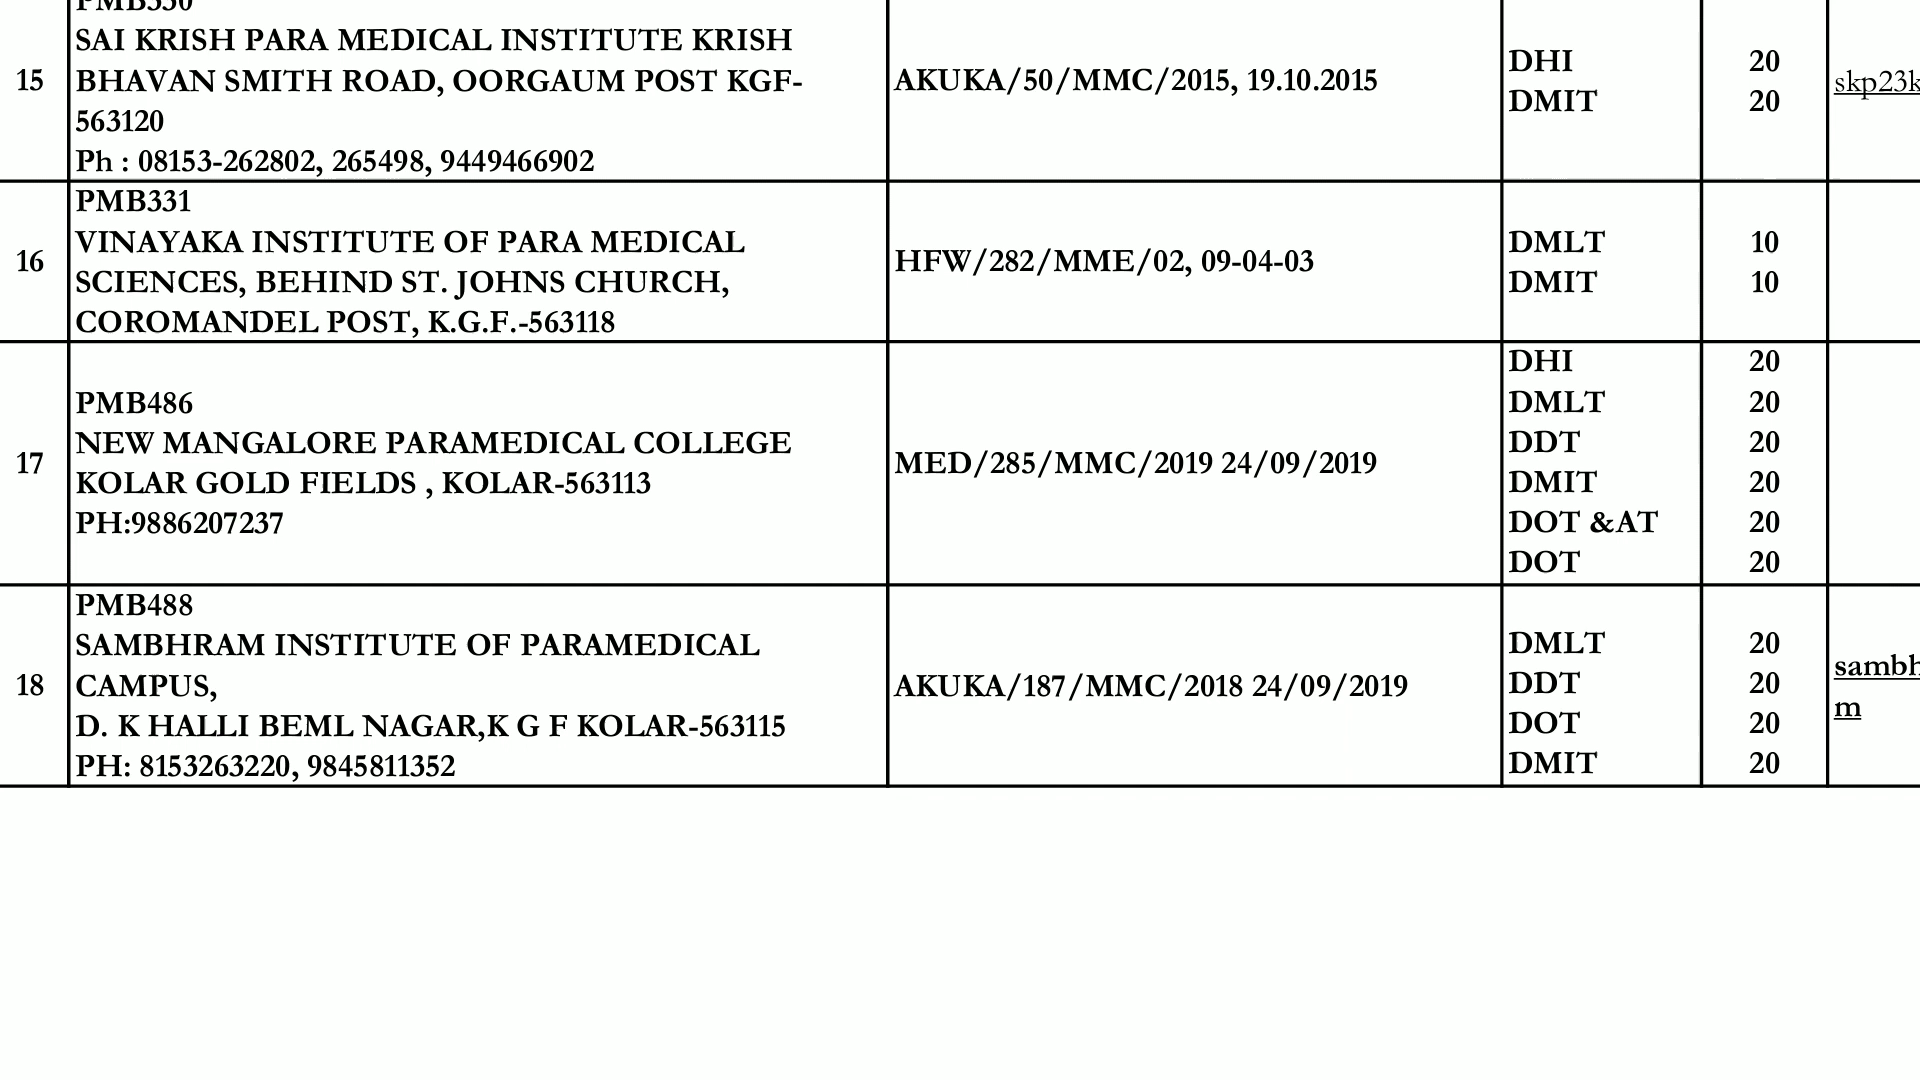 PMB330
15
SAI KRISH PARA MEDICAL INSTITUTE KRISH
BHAVAN SMITH ROAD, OORGAUM POST KGF-
563120
Ph : 08153-262802, 265498, 9449466902
AKUKA/50/MMC/2015, 19.10.2015
DHI 20
DMIT 20
skp23k
16
PMB331
VINAYAKA INSTITUTE OF PARA MEDICAL
SCIENCES, BEHIND ST. JOHNS CHURCH,
COROMANDEL POST, K.G.F.-563118
HFW/282/MME/02, 09-04-03
DMLT 10
DMIT 10
17
PMB486
NEW MANGALORE PARAMEDICAL COLLEGE
KOLAR GOLD FIELDS , KOLAR-563113
PH:9886207237
MED/285/MMC/2019 24/09/2019
DHI 20
DMLT 20
DDT 20
DMIT 20
DOT &AT 20
DOT 20
18
PMB488
SAMBHRAM INSTITUTE OF PARAMEDICAL
CAMPUS,
D. K HALLI BEML NAGAR,K G F KOLAR-563115
PH: 8153263220, 9845811352
AKUKA/187/MMC/2018 24/09/2019
DMLT 20
DDT 20
DOT 20
DMIT 20
sambh
m